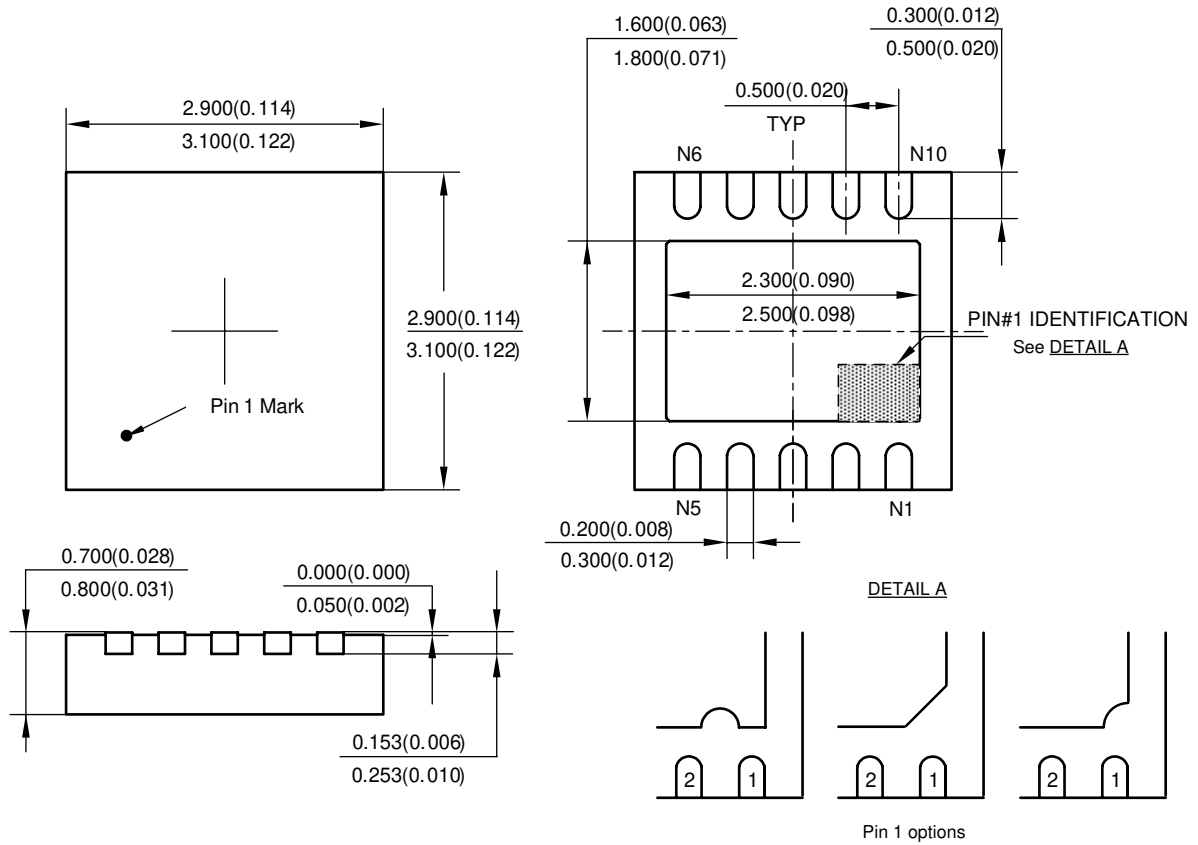 1.600(0.063)
1.800(0.071)
0.300(0.012)
0.500(0.020)
0.500(0.020)
TYP
2.900(0.114)
3.100(0.122)
N6
N10
2.300(0.090)
2.500(0.098)
2.900(0.114)
3.100(0.122)
PIN#1 IDENTIFICATION
See DETAIL A
Pin 1 Mark
N5
N1
0.200(0.008)
0.300(0.012)
0.700(0.028)
0.800(0.031)
0.000(0.000)
0.050(0.002)
0.153(0.006)
0.253(0.010)
DETAIL A
2 1
2 1
2 1
Pin 1 options